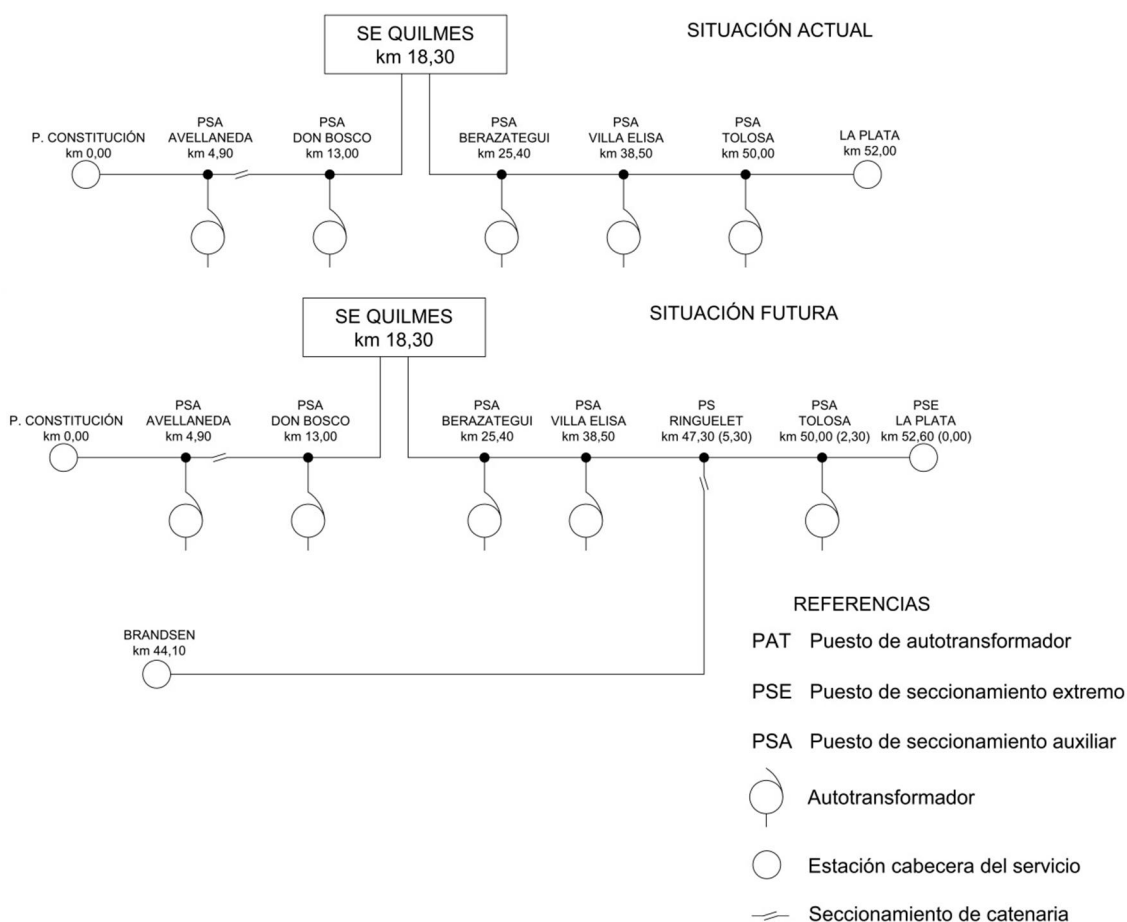 SE QUILMES
km 18,30
SITUACIÓN ACTUAL
P. CONSTITUCIÓN
km 0,00
PSA
AVELLANEDA
km 4,90
PSA
DON BOSCO
km 13,00
PSA
BERAZATEGUI
km 25,40
PSA
VILLA ELISA
km 38,50
PSA
TOLOSA
km 50,00
LA PLATA
km 52,00
SE QUILMES
km 18,30
SITUACIÓN FUTURA
P. CONSTITUCIÓN
km 0,00
PSA
AVELLANEDA
km 4,90
PSA
DON BOSCO
km 13,00
PSA
BERAZATEGUI
km 25,40
PSA
VILLA ELISA
km 38,50
PS
RINGUELET
km 47,30 (5,30)
PSA
TOLOSA
km 50,00 (2,30)
PSE
LA PLATA
km 52,60 (0,00)
BRANDSEN
km 44,10
REFERENCIAS
PAT Puesto de autotransformador
PSE Puesto de seccionamiento extremo
PSA Puesto de seccionamiento auxiliar
Autotransformador
Estación cabecera del servicio
Seccionamiento de catenaria